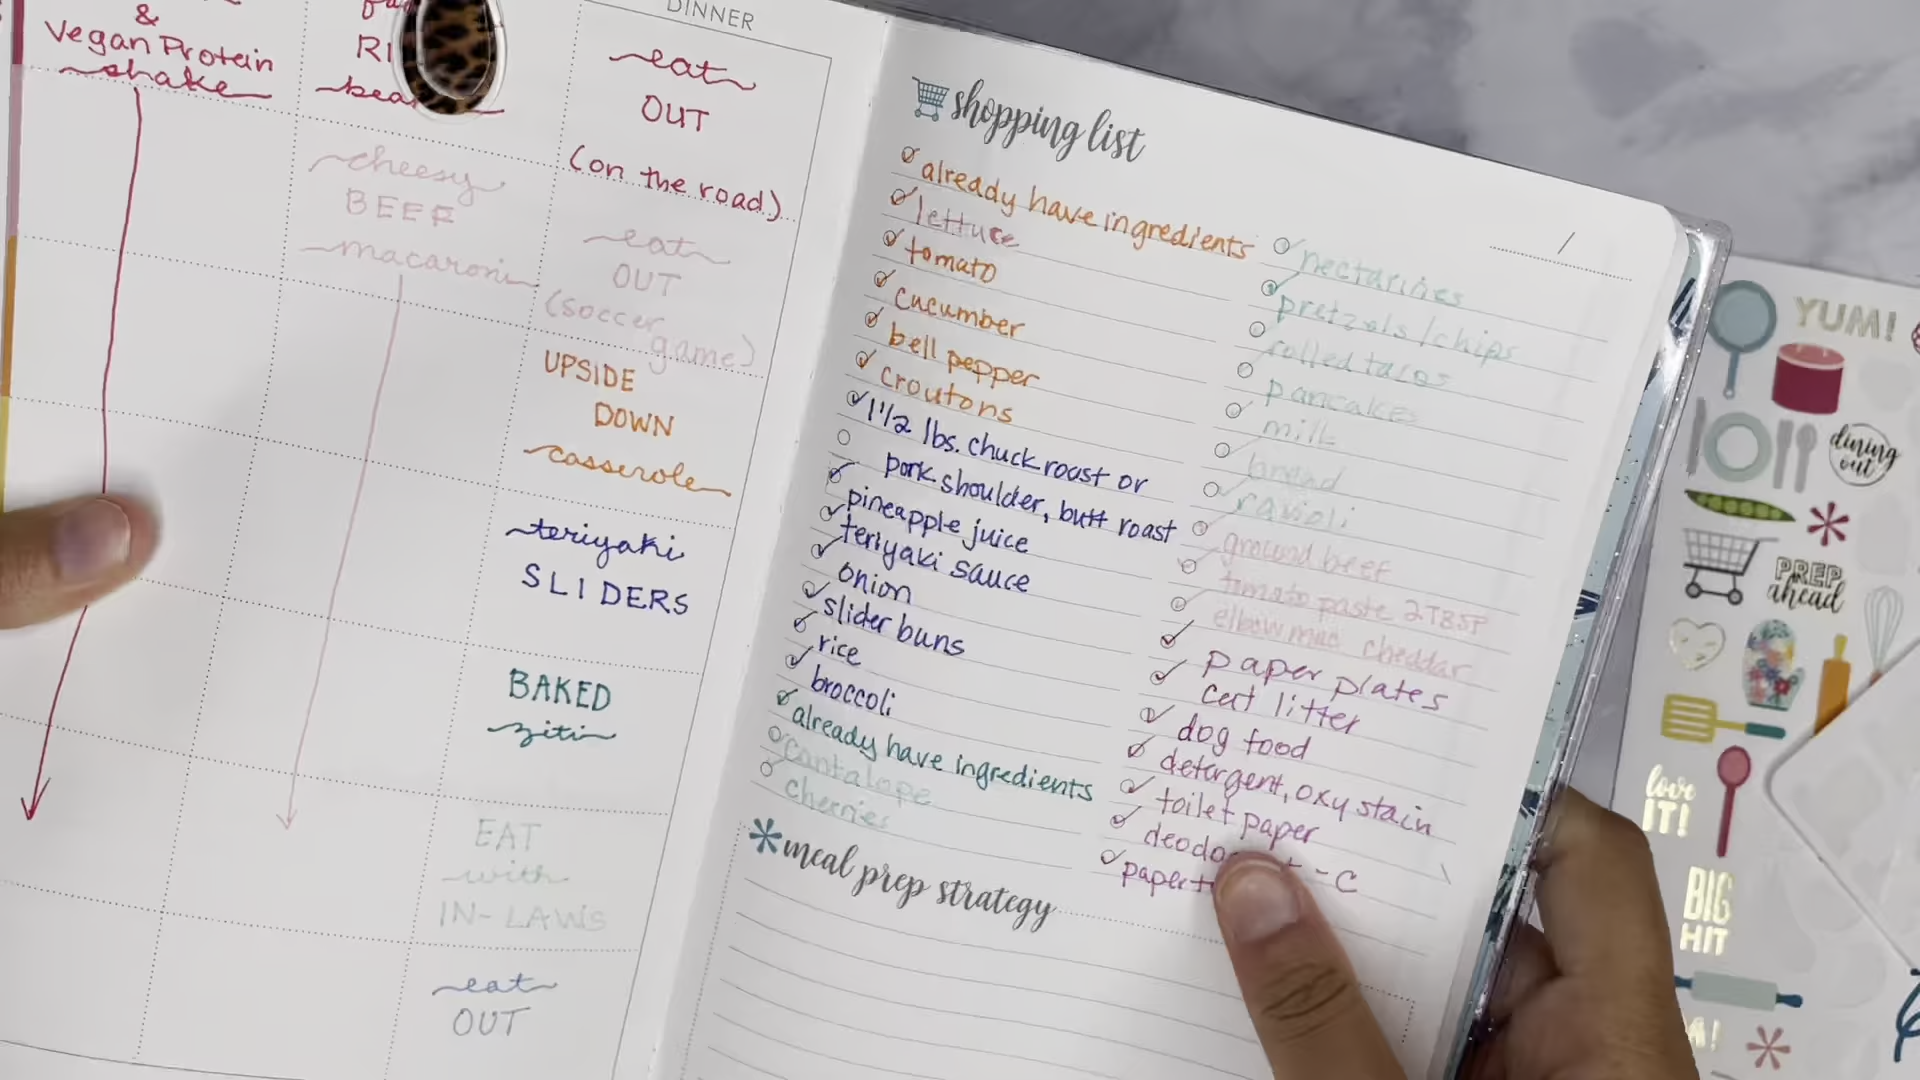 &
Vegan Protein
shake
RI
bea
cheesy
BEEF
macaroni
DINNER
eat
OUT
(on the road)
eat
OUT
(soccer
game)
UPSIDE
DOWN
casserole
teriyaki
SLIDERS
BAKED
ziti
EAT
with
IN-LAWS
eat
OUT
shopping list
already have ingredients
lettuce
tomato
cucumber
bell pepper
croutons
1 1/2 lbs. chuck roast or
pork shoulder, butt roast
pineapple juice
teriyaki sauce
onion
slider buns
rice
broccoli
already have ingredients
cantalope
cherries
/
nectarines
pretzels/chips
rolled tacos
pancakes
milk
bread
ravioli
ground beef
tomato paste 2TBSP
elbow mac cheddar
paper plates
cat litter
dog food
detergent, oxy stain
toilet paper
deodo t - c
paper t
meal prep strategy
YUM!
dining
out
PREP
ahead
love
IT!
BIG
HIT
M!